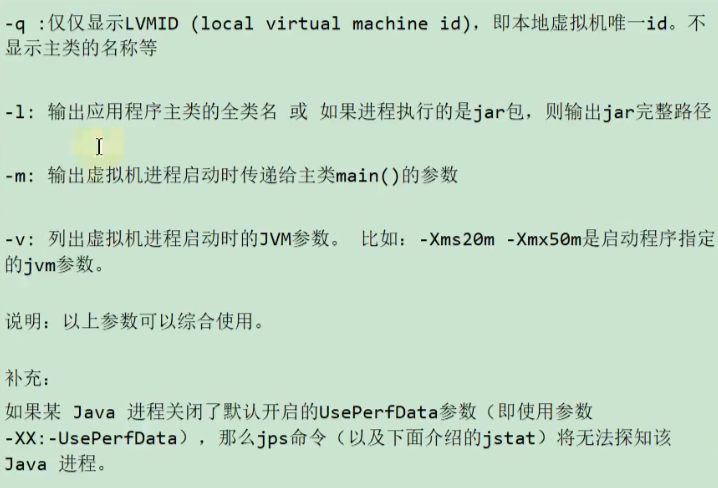 -q :仅仅显示LVMID (local virtual machine id)，即本地虚拟机唯一id。不
显示主类的名称等
-l: 输出应用程序主类的全类名 或 如果进程执行的是jar包，则输出jar完整路径
-m: 输出虚拟机进程启动时传递给主类main()的参数
-v: 列出虚拟机进程启动时的JVM参数。 比如：-Xms20m -Xmx50m是启动程序指定
的jvm参数。
说明：以上参数可以综合使用。
补充：
如果某 Java 进程关闭了默认开启的UsePerfData参数（即使用参数
-XX:-UsePerfData），那么jps命令（以及下面介绍的jstat）将无法探知该
Java 进程。